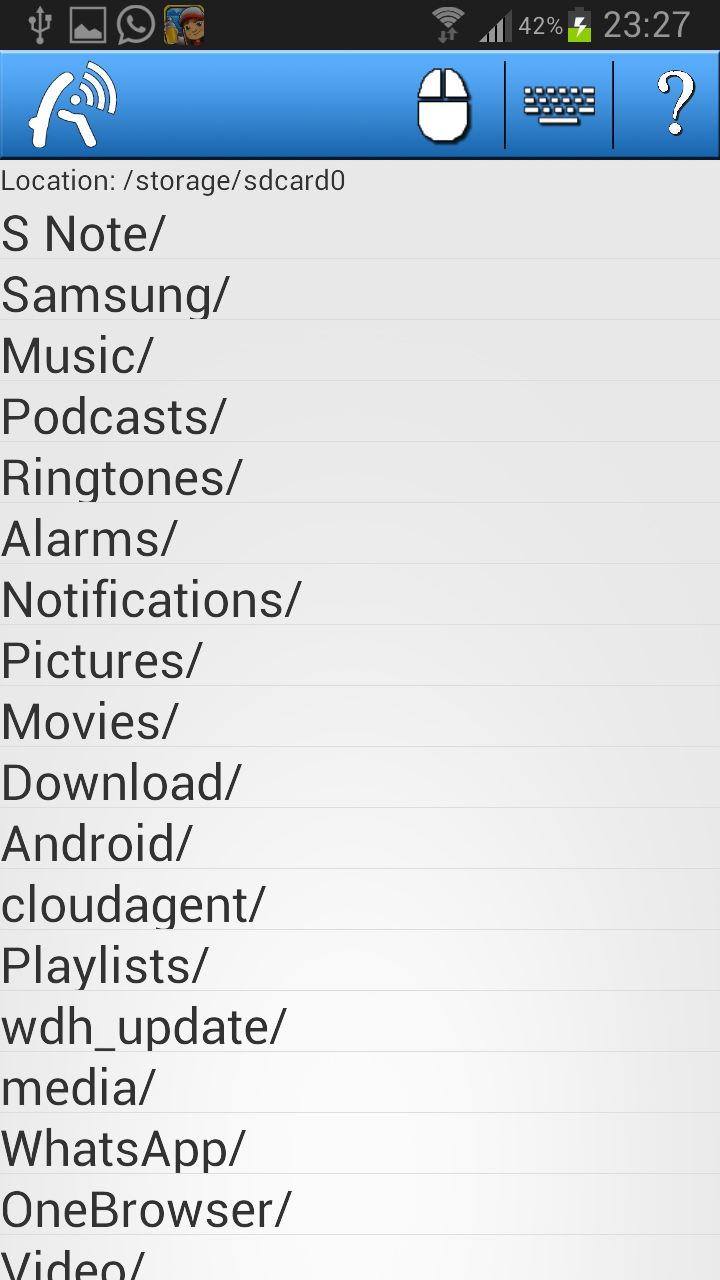 42% 23:27
?
Location: /storage/sdcard0
S Note/
Samsung/
Music/
Podcasts/
Ringtones/
Alarms/
Notifications/
Pictures/
Movies/
Download/
Android/
cloudagent/
Playlists/
wdh_update/
media/
WhatsApp/
OneBrowser/
Video/